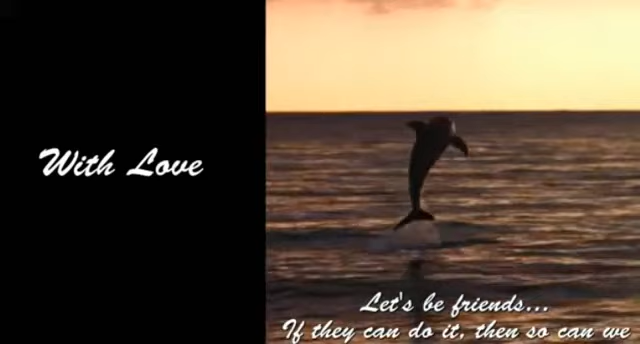 With Love
Let's be friends...
If they can do it, then so can we